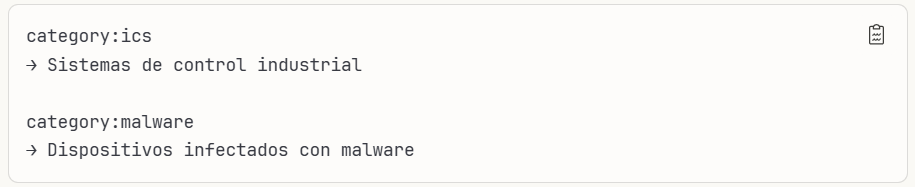 category:ics
→ Sistemas de control industrial
category:malware
→ Dispositivos infectados con malware